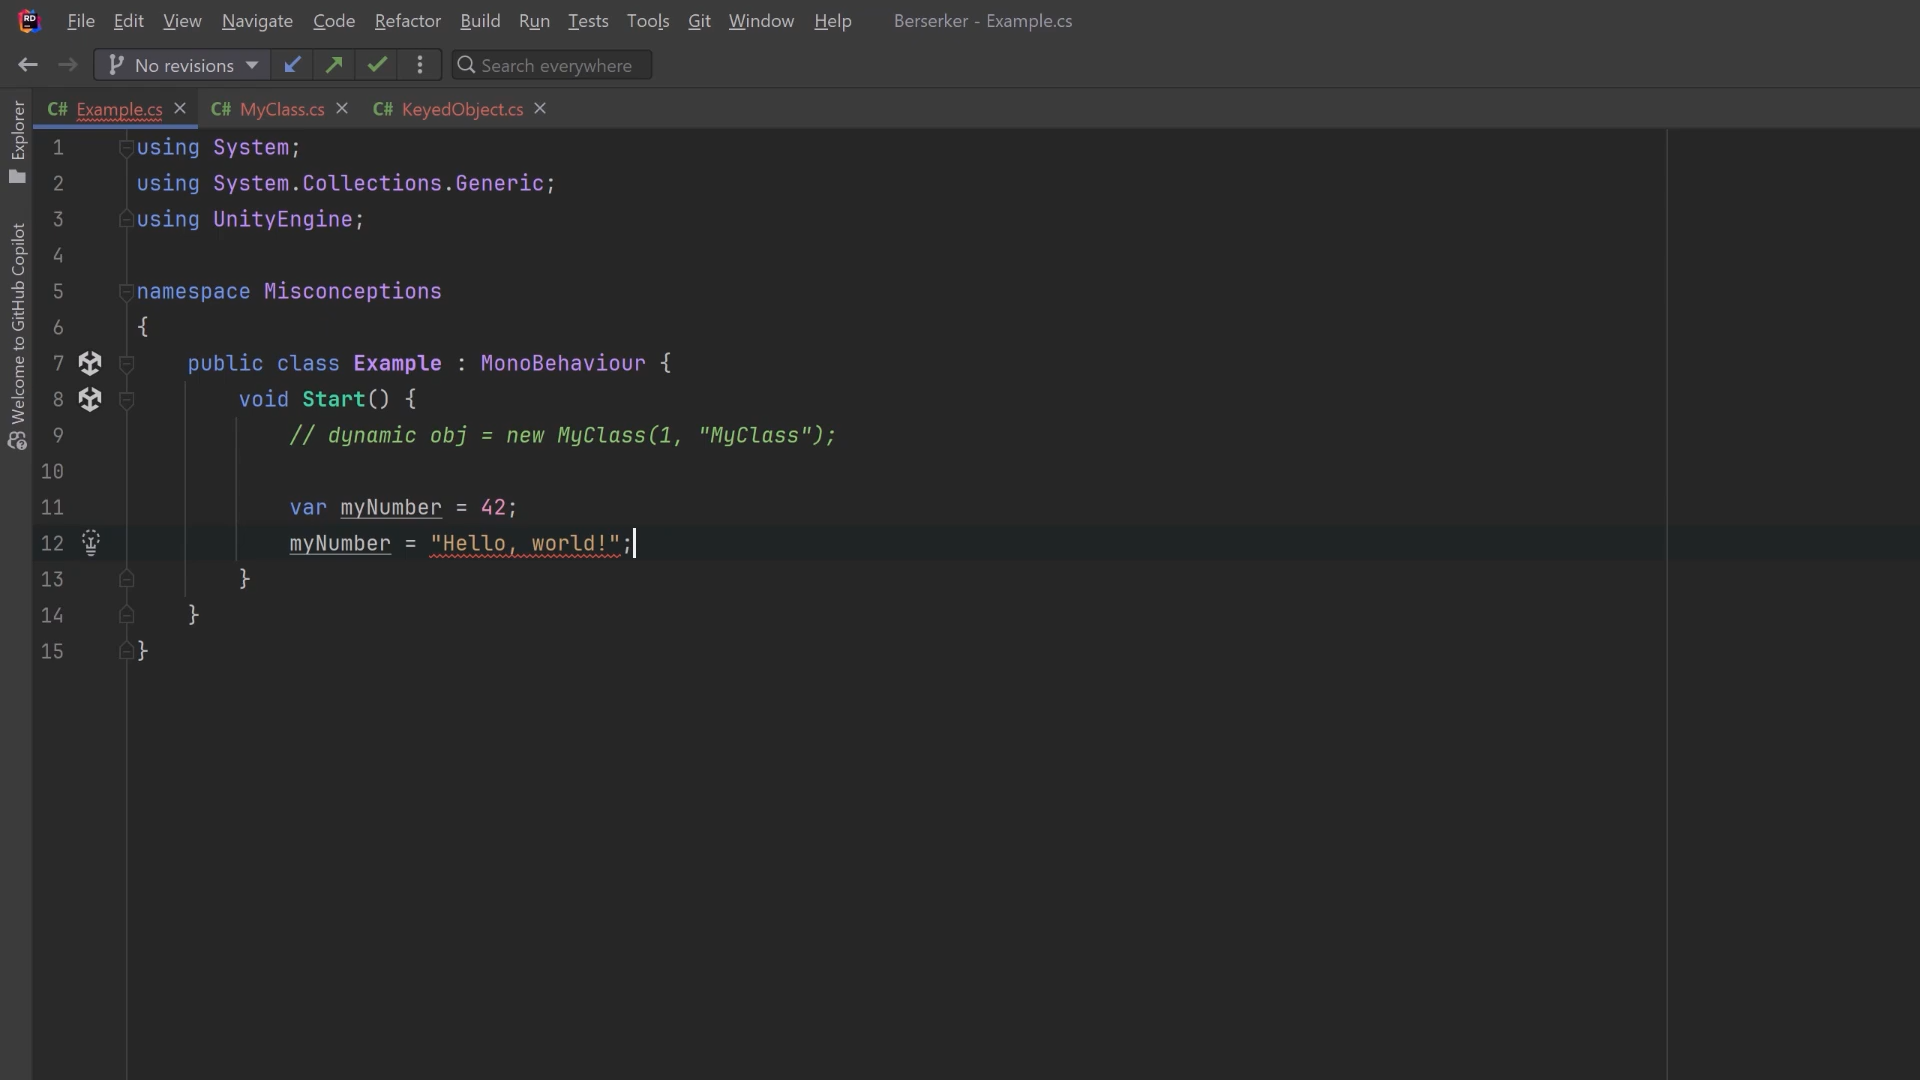 RD File Edit View Navigate Code Refactor Build Run Tests Tools Git Window Help Berserker - Example.cs
No revisions Search everywhere
C# Example.cs C# MyClass.cs C# KeyedObject.cs
Explorer
Welcome to GitHub Copilot
1 using System;
2 using System.Collections.Generic;
3 using UnityEngine;
4
5 namespace Misconceptions
6 {
7 public class Example : MonoBehaviour {
8 void Start() {
9 // dynamic obj = new MyClass(1, "MyClass");
10
11 var myNumber = 42;
12 myNumber = "Hello, world!";
13 }
14 }
15 }